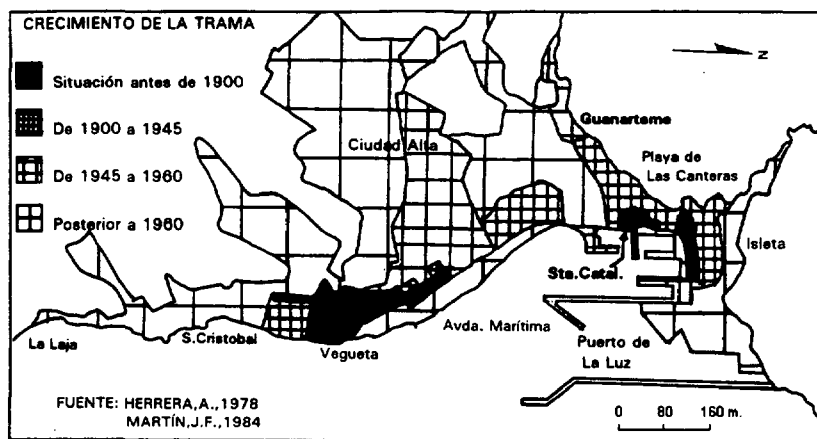 CRECIMIENTO DE LA TRAMA
Situación antes de 1900
De 1900 a 1945
De 1945 a 1960
Posterior a 1960
N
Guanarteme
Ciudad Alta
Playa de
Las Canteras
Isleta
Sta.Catal.
La Laja
S.Cristobal
Vegueta
Avda. Marítima
Puerto de
La Luz
FUENTE: HERRERA,A.,1978
MARTÍN,J.F.,1984
0 80 160 m.